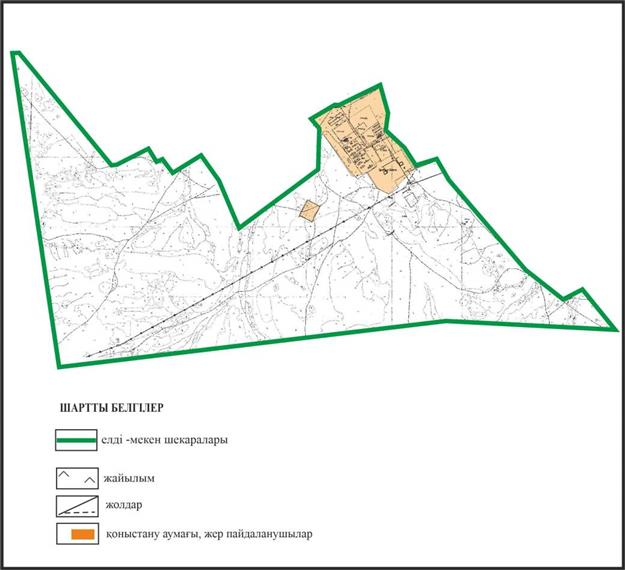 ШАРТТЫ БЕЛГІЛЕР
елді -мекен шекаралары
жайылым
жолдар
қоныстану аумағы, жер пайдаланушылар